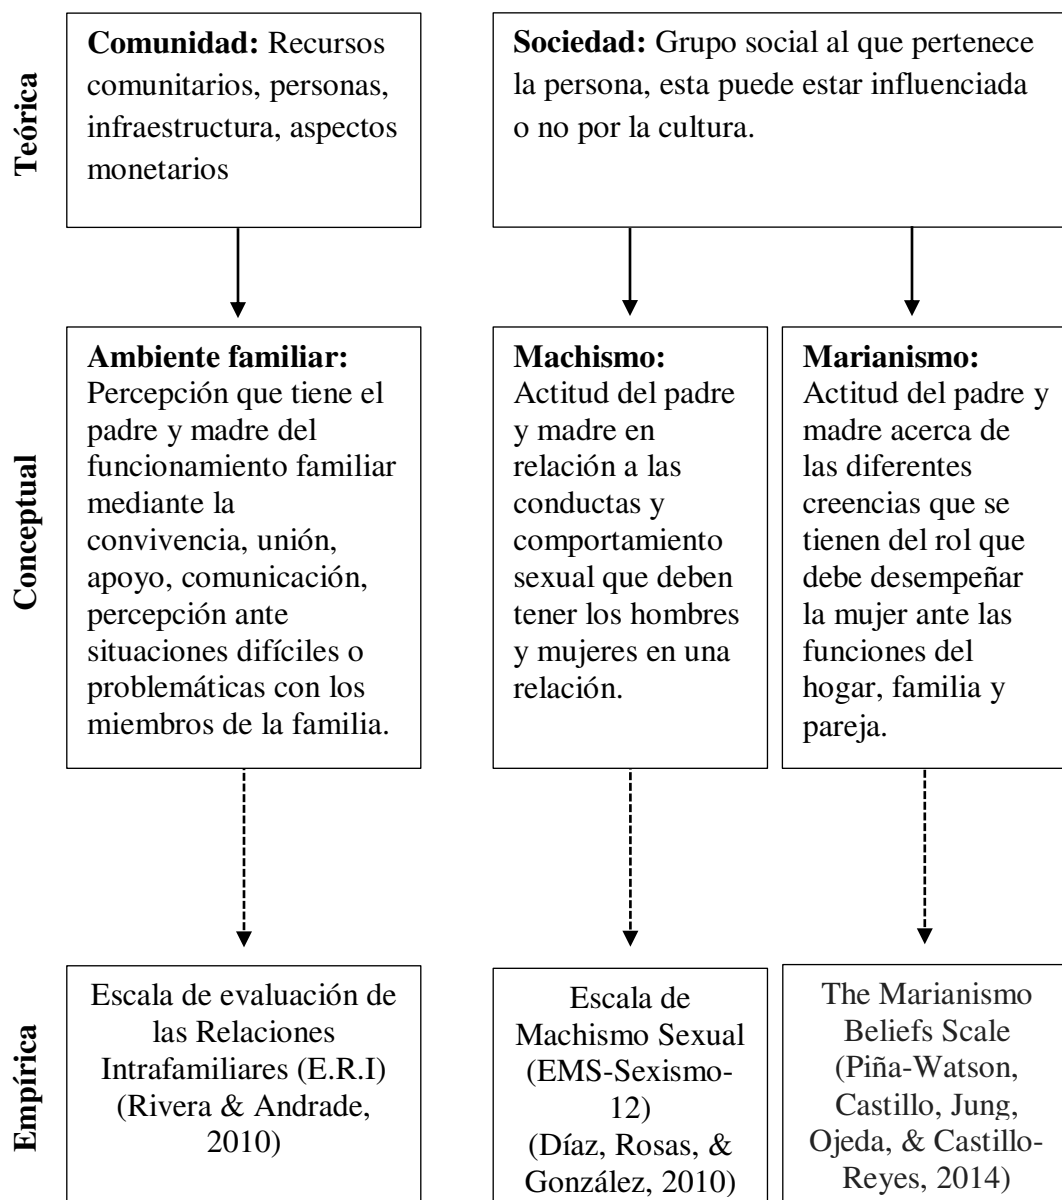 Teórica
Comunidad: Recursos
comunitarios, personas,
infraestructura, aspectos
monetarios
Sociedad: Grupo social al que pertenece
la persona, esta puede estar influenciada
o no por la cultura.
Conceptual
Ambiente familiar:
Percepción que tiene el
padre y madre del
funcionamiento familiar
mediante la
convivencia, unión,
apoyo, comunicación,
percepción ante
situaciones difíciles o
problemáticas con los
miembros de la familia.
Machismo:
Actitud del padre
y madre en
relación a las
conductas y
comportamiento
sexual que deben
tener los hombres
y mujeres en una
relación.
Marianismo:
Actitud del padre y
madre acerca de
las diferentes
creencias que se
tienen del rol que
debe desempeñar
la mujer ante las
funciones del
hogar, familia y
pareja.
Empírica
Escala de evaluación de
las Relaciones
Intrafamiliares (E.R.I)
(Rivera & Andrade,
2010)
Escala de
Machismo Sexual
(EMS-Sexismo-
12)
(Díaz, Rosas, &
González, 2010)
The Marianismo
Beliefs Scale
(Piña-Watson,
Castillo, Jung,
Ojeda, & Castillo-
Reyes, 2014)